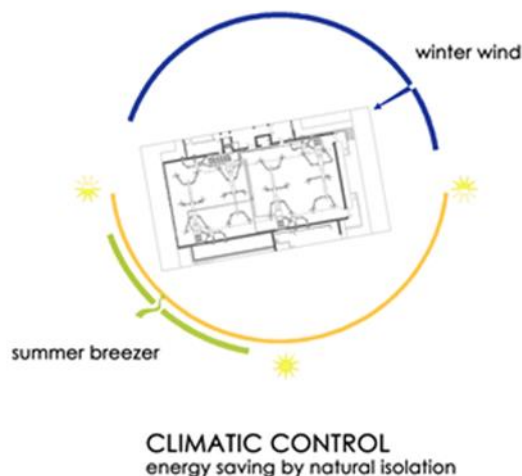 winter wind
summer breezer
CLIMATIC CONTROL
energy saving by natural isolation